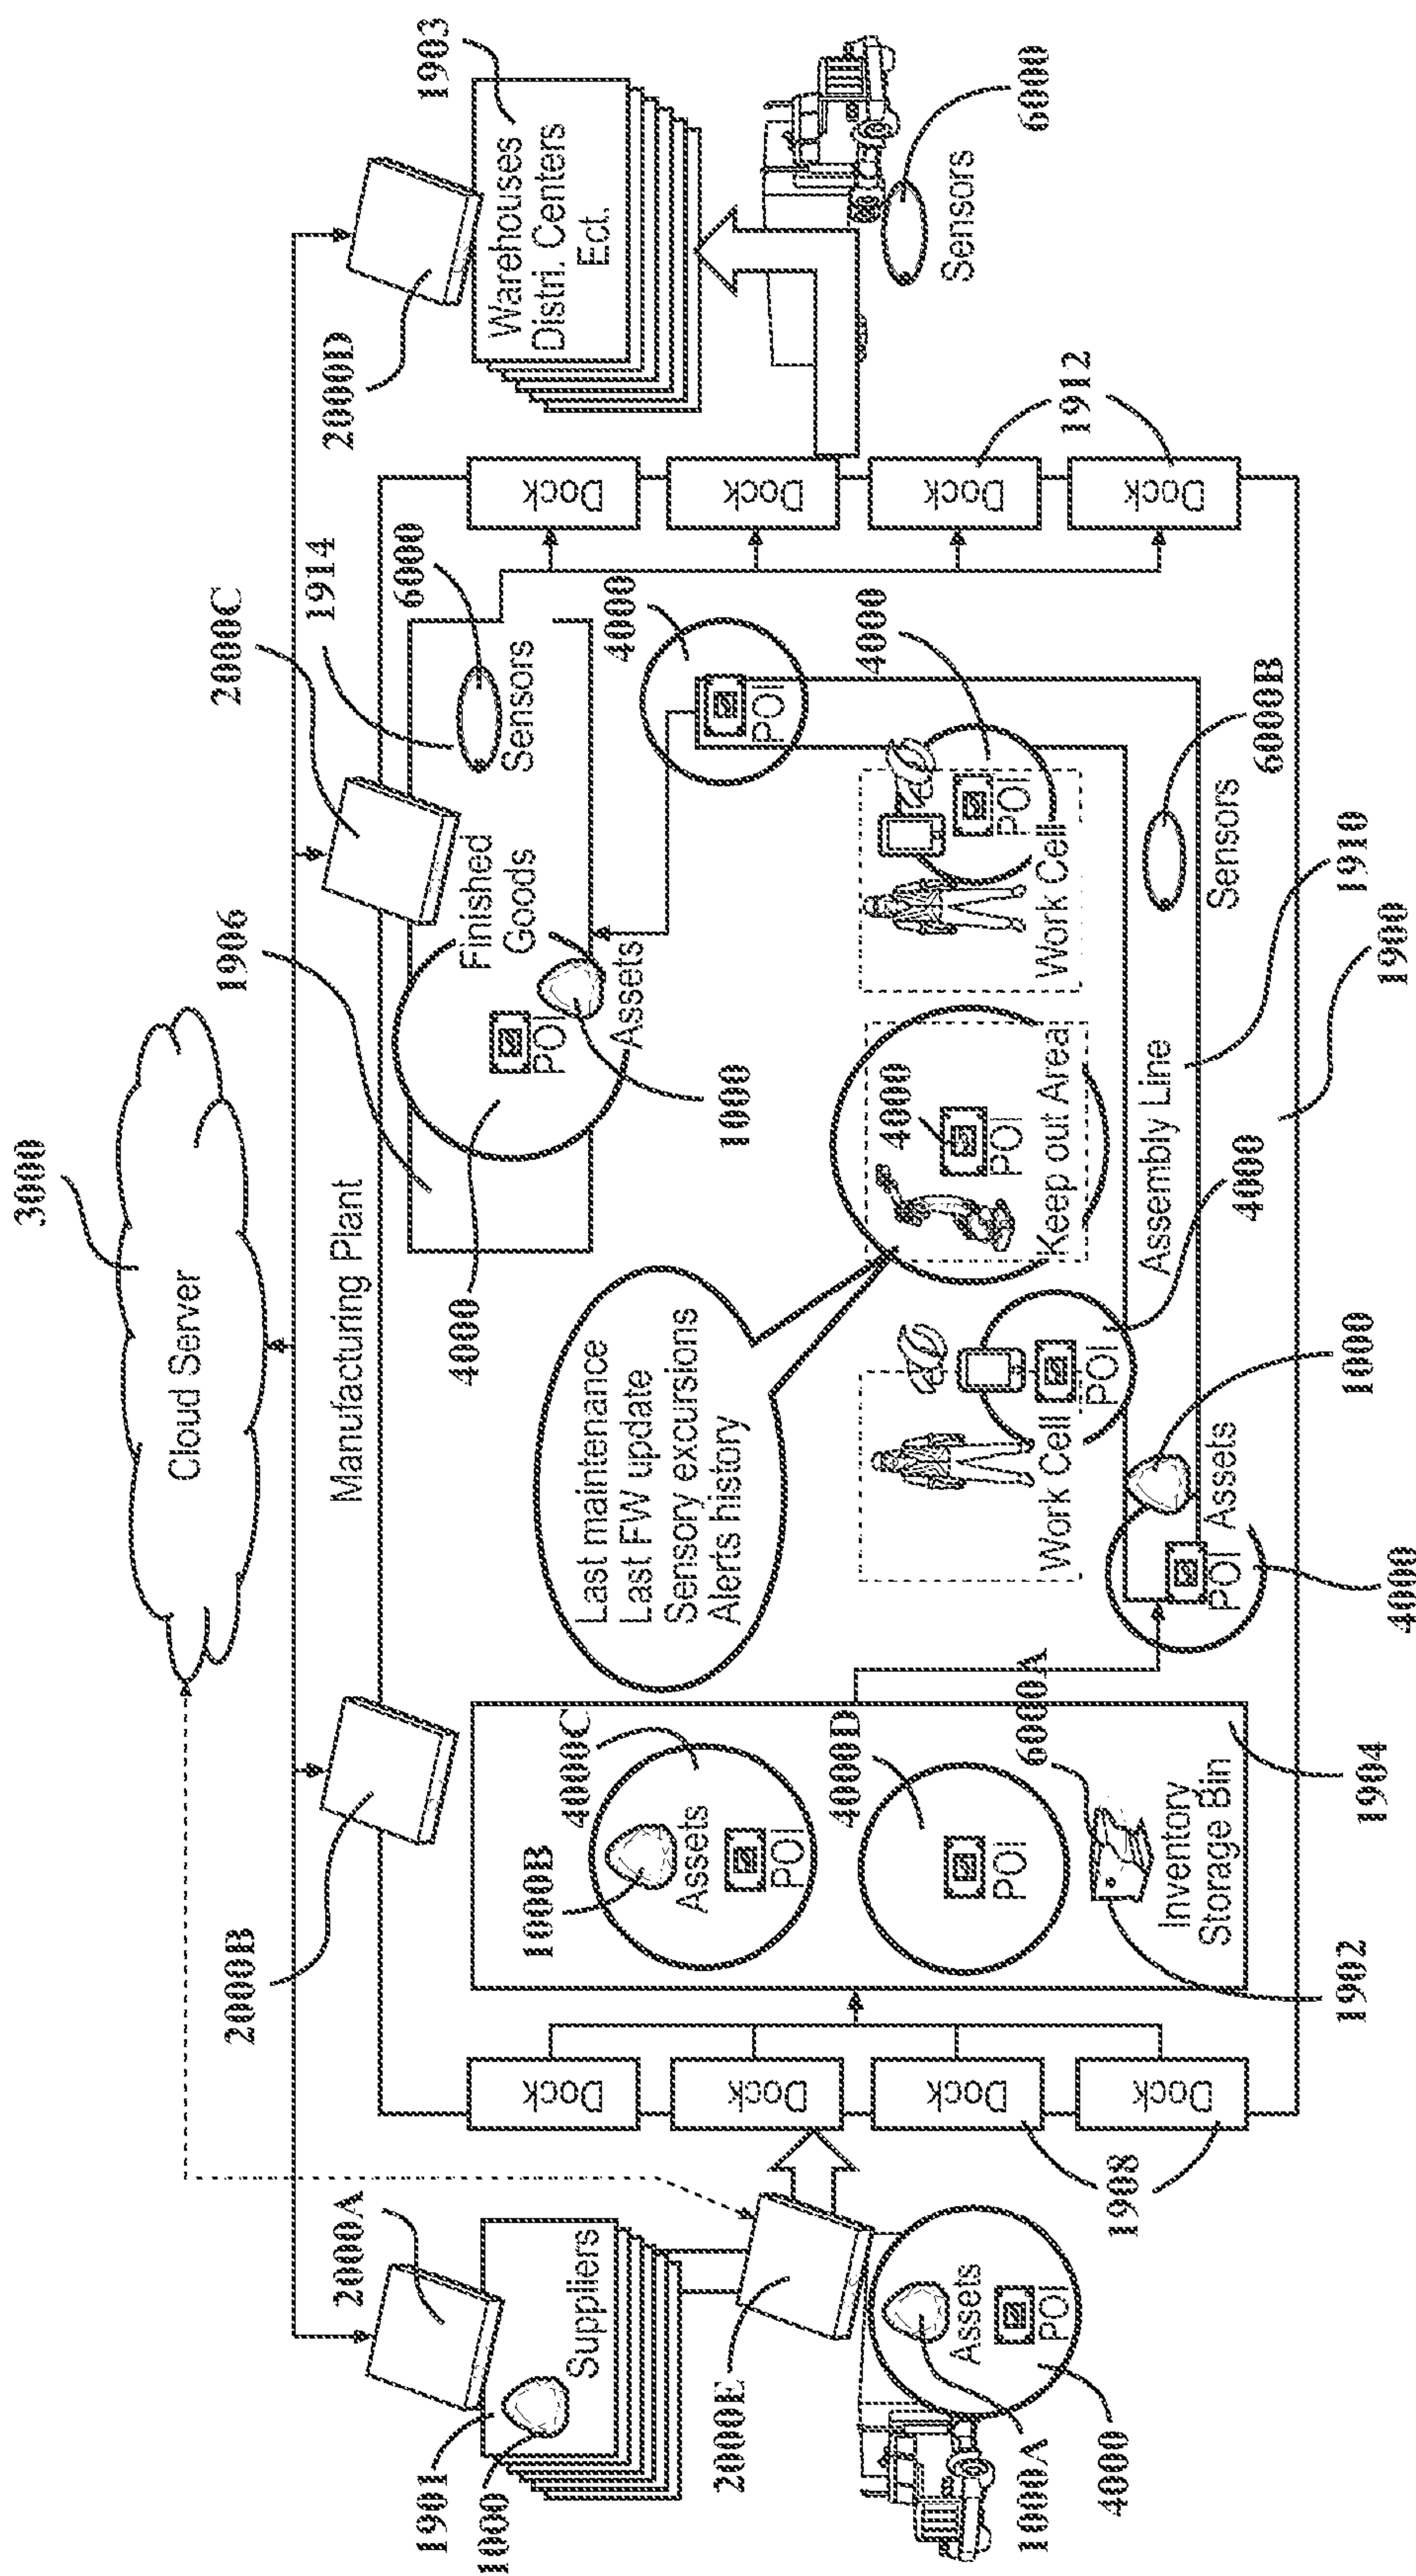 3000
Cloud Server
2000A
2000B
1906
2000C
1914
2000D
1903
Manufacturing Plant
1901
1000
Suppliers
2000E
1000A
Assets
POI
4000
1908
Dock
Dock
Dock
Dock
1000B
4000C
Assets
POI
4000D
POI
6000A
Inventory
Storage Bin
1902
1904
Last maintenance
Last FW update
Sensory excursions
Alerts history
4000
POI
Assets
1000
Finished
Goods
Sensors
6000
4000
POI
Work Cell
POI
4000
4000
POI
Keep out Area
Work Cell
POI
4000
Assembly Line
POI
Assets
4000
1000
Sensors
6000B
1910
1900
Dock
Dock
Dock
Dock
1912
Warehouses
Distri. Centers
Ect.
Sensors
6000